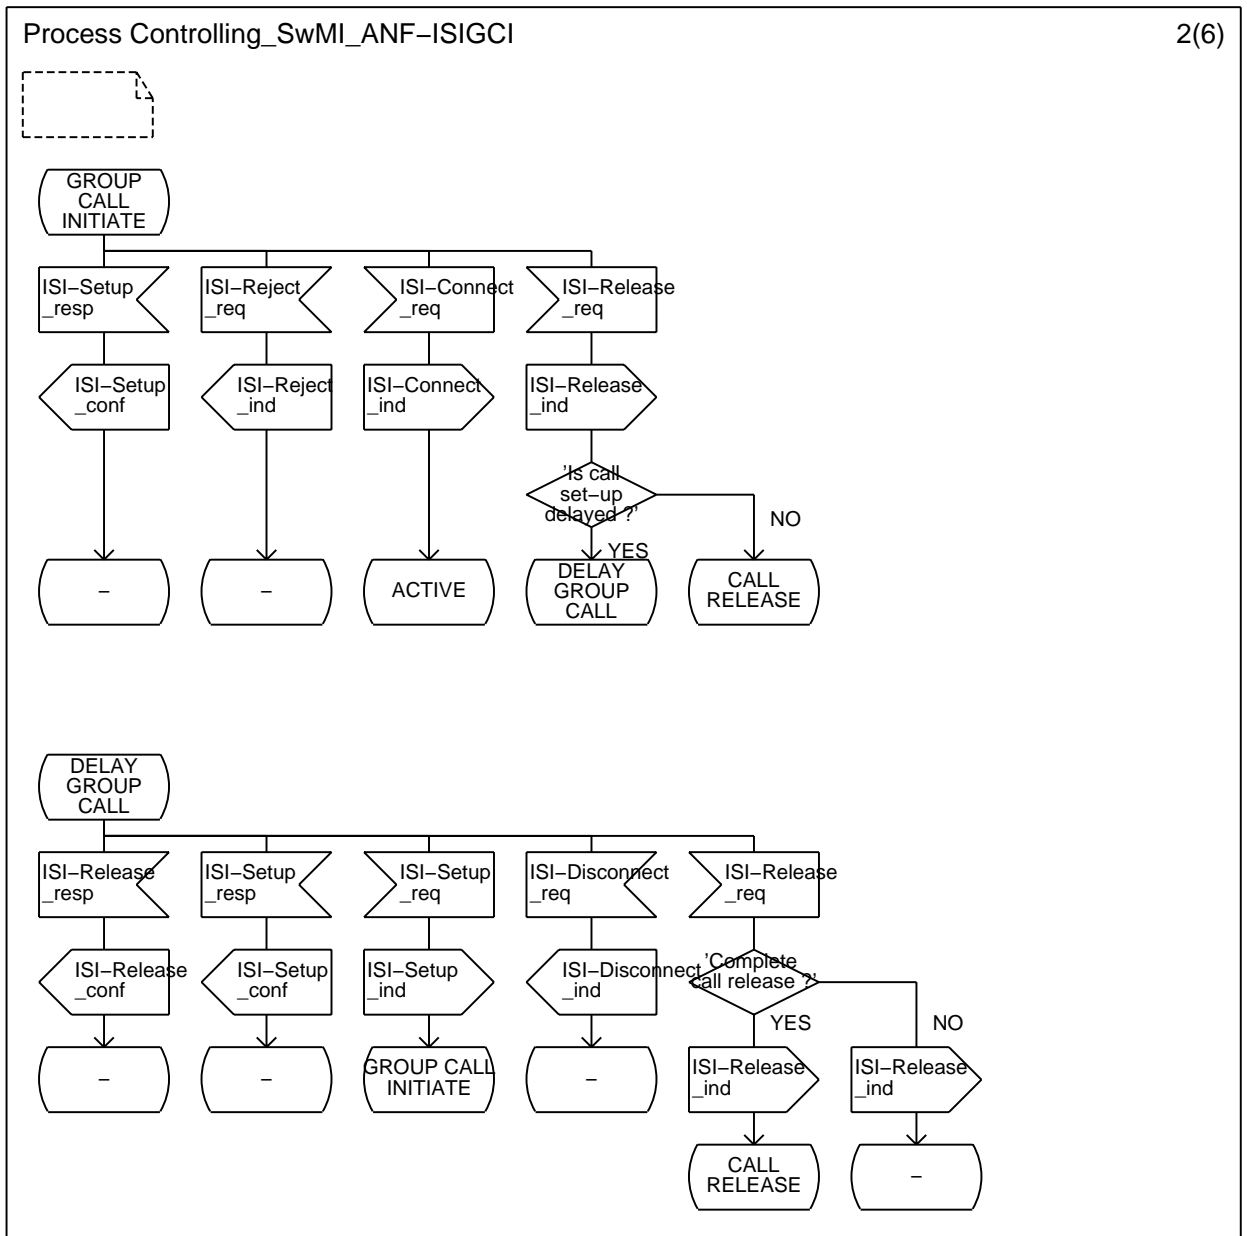 Process Controlling_SwMI_ANF−ISIGCI
2(6)
GROUP
CALL
INITIATE
ISI−Setup
_resp
ISI−Reject
_req
ISI−Connect
_req
ISI−Release
_req
ISI−Setup
_conf
ISI−Reject
_ind
ISI−Connect
_ind
ISI−Release
_ind
'Is call
set−up
delayed ?'
NO
YES
−
−
ACTIVE
DELAY
GROUP
CALL
CALL
RELEASE
DELAY
GROUP
CALL
ISI−Release
_resp
ISI−Setup
_resp
ISI−Setup
_req
ISI−Disconnect
_req
ISI−Release
_req
ISI−Release
_conf
ISI−Setup
_conf
ISI−Setup
_ind
ISI−Disconnect
_ind
'Complete
call release ?'
YES
NO
−
−
GROUP CALL
INITIATE
−
ISI−Release
_ind
ISI−Release
_ind
CALL
RELEASE
−